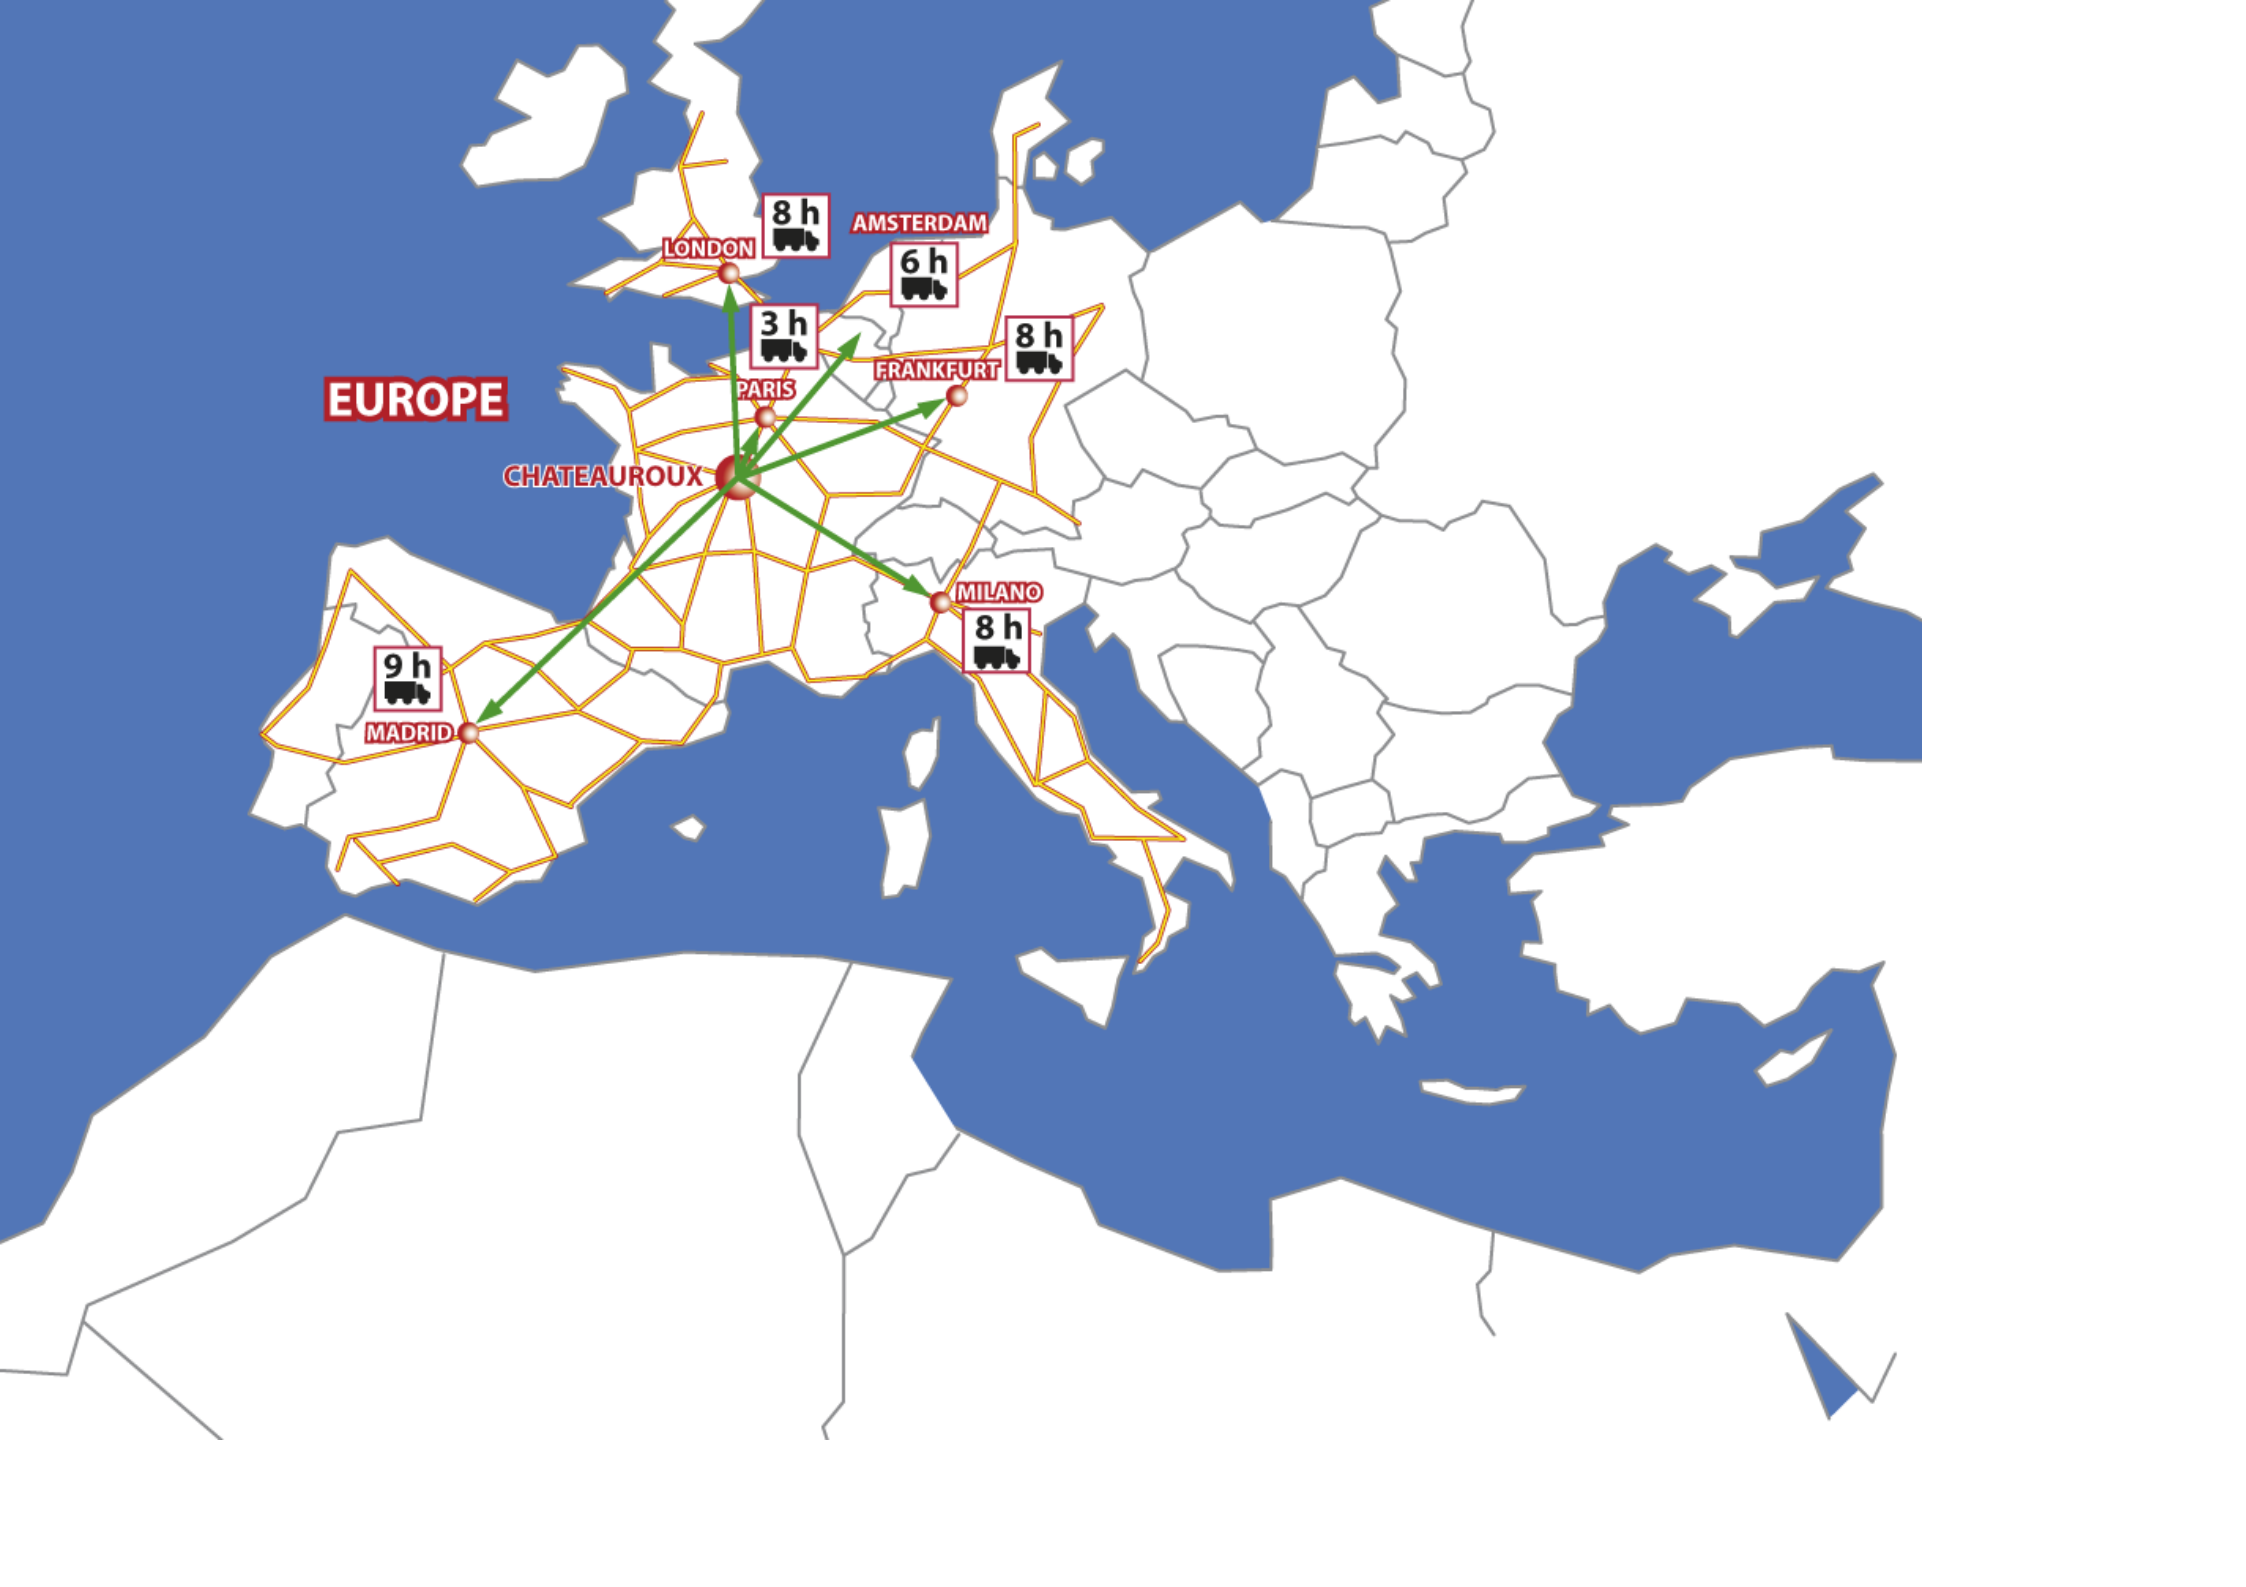 8 h
AMSTERDAM
LONDON
6 h
3 h
8 h
FRANKFURT
PARIS
EUROPE
CHATEAUROUX
MILANO
8 h
9 h
MADRID